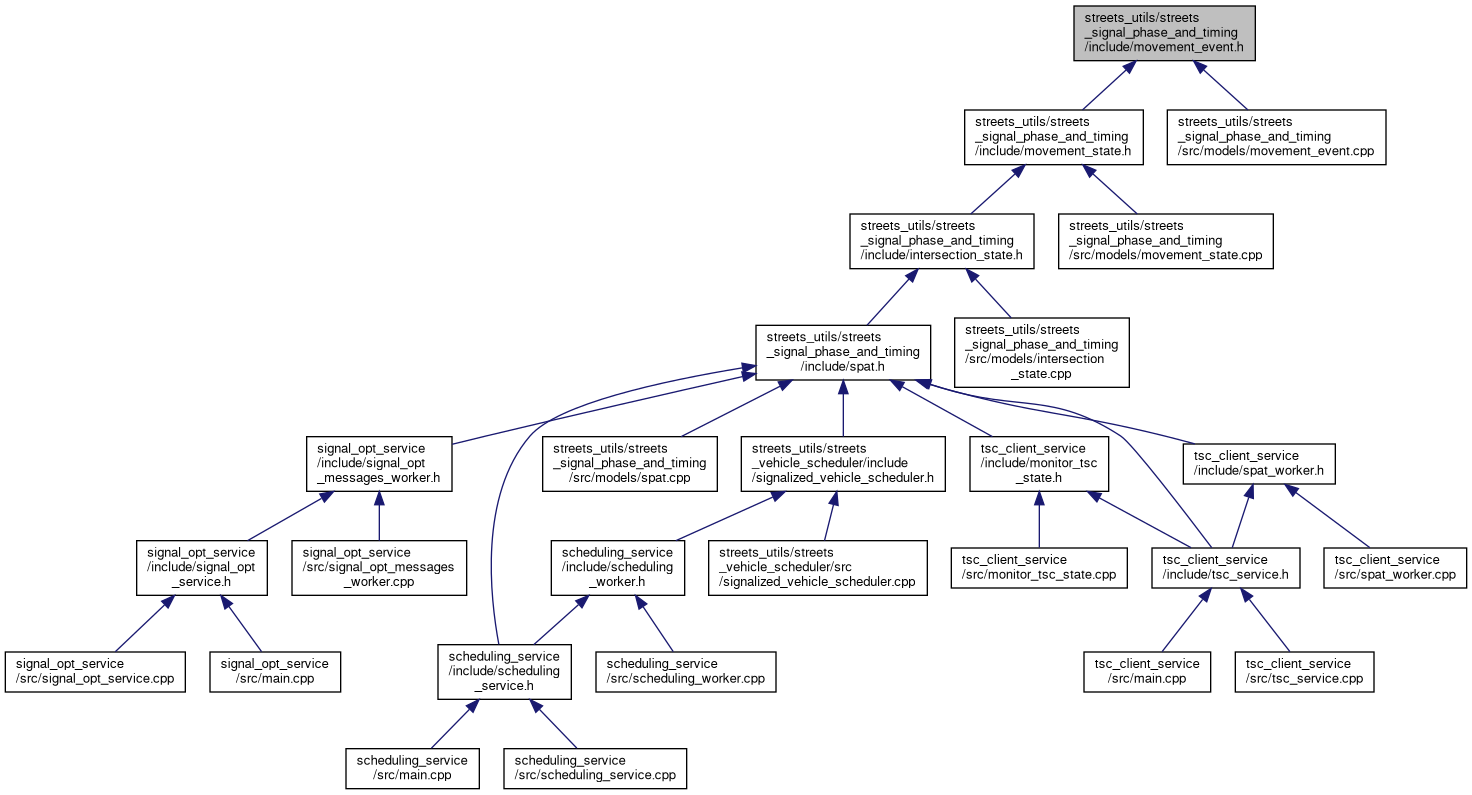 streets_utils/streets
_signal_phase_and_timing
/include/movement_event.h
streets_utils/streets
_signal_phase_and_timing
/include/movement_state.h
streets_utils/streets
_signal_phase_and_timing
/src/models/movement_event.cpp
streets_utils/streets
_signal_phase_and_timing
/include/intersection_state.h
streets_utils/streets
_signal_phase_and_timing
/src/models/movement_state.cpp
streets_utils/streets
_signal_phase_and_timing
/include/spat.h
streets_utils/streets
_signal_phase_and_timing
/src/models/intersection
_state.cpp
signal_opt_service
/include/signal_opt
_messages_worker.h
streets_utils/streets
_signal_phase_and_timing
/src/models/spat.cpp
streets_utils/streets
_vehicle_scheduler/include
/signalized_vehicle_scheduler.h
tsc_client_service
/include/monitor_tsc
_state.h
tsc_client_service
/include/spat_worker.h
signal_opt_service
/include/signal_opt
_service.h
signal_opt_service
/src/signal_opt_messages
_worker.cpp
scheduling_service
/include/scheduling
_worker.h
streets_utils/streets
_vehicle_scheduler/src
/signalized_vehicle_scheduler.cpp
tsc_client_service
/src/monitor_tsc_state.cpp
tsc_client_service
/include/tsc_service.h
tsc_client_service
/src/spat_worker.cpp
signal_opt_service
/src/signal_opt_service.cpp
signal_opt_service
/src/main.cpp
scheduling_service
/include/scheduling
_service.h
scheduling_service
/src/scheduling_worker.cpp
tsc_client_service
/src/main.cpp
tsc_client_service
/src/tsc_service.cpp
scheduling_service
/src/main.cpp
scheduling_service
/src/scheduling_service.cpp